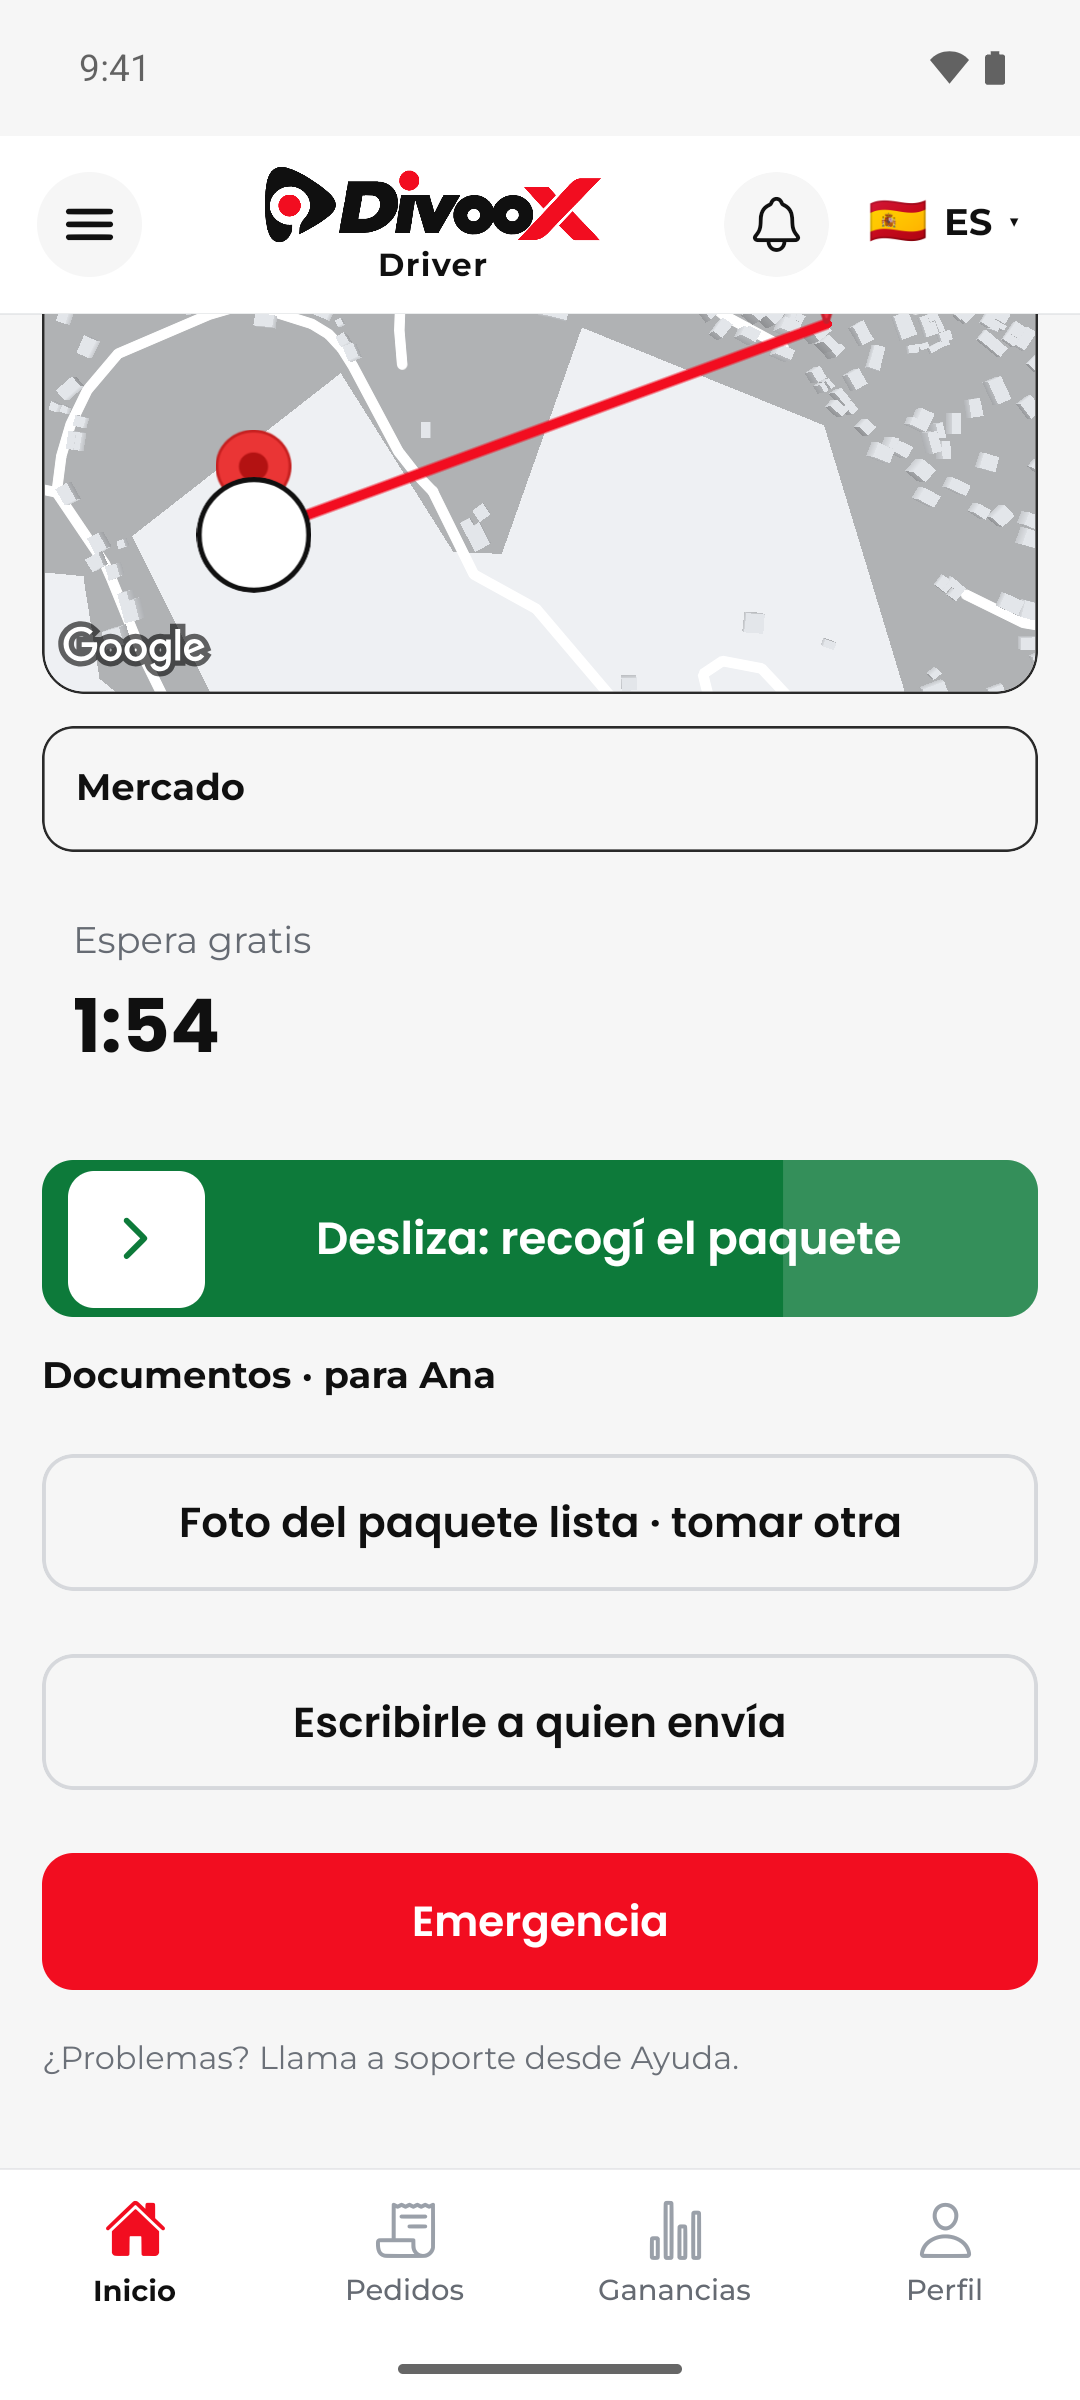 9:41
DivooX
Driver
ES
Google
Mercado
Espera gratis
1:54
Desliza: recogí el paquete
Documentos · para Ana
Foto del paquete lista · tomar otra
Escribirle a quien envía
Emergencia
¿Problemas? Llama a soporte desde Ayuda.
Inicio
Pedidos
Ganancias
Perfil